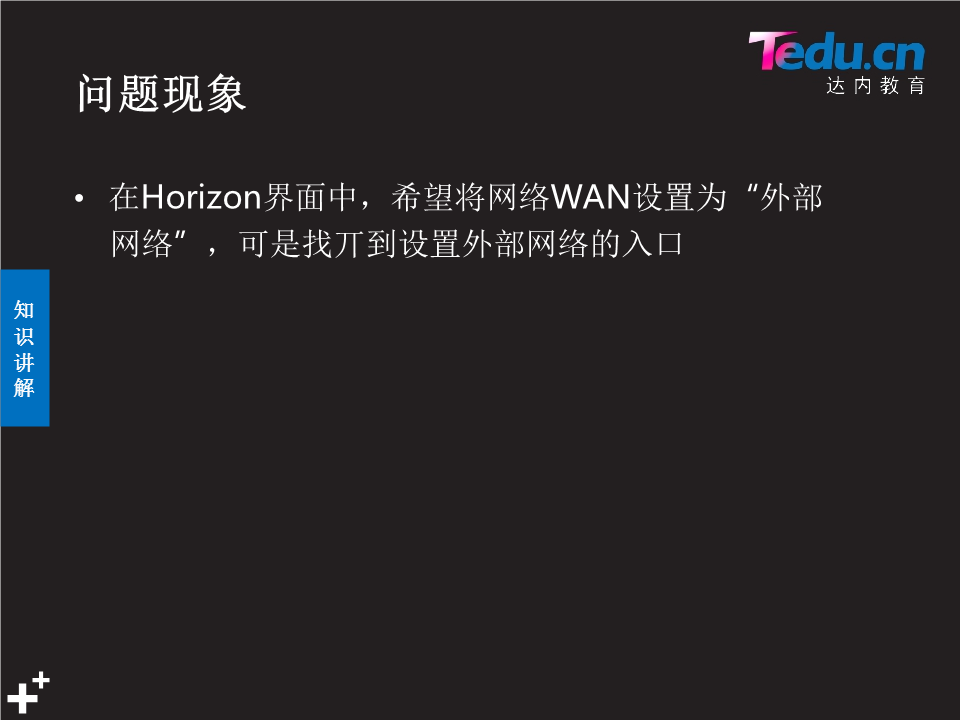 Tedu.cn
达内教育
问题现象
• 在Horizon界面中，希望将网络WAN设置为“外部
网络”，可是找丌到设置外部网络的入口
知
识
讲
解